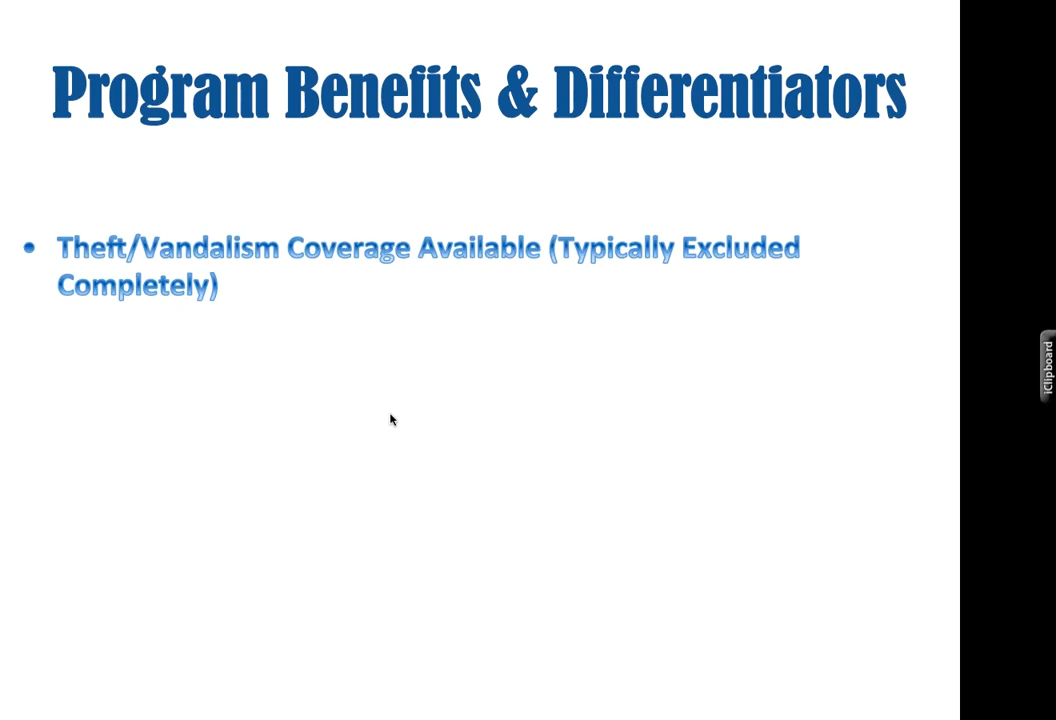 Program Benefits & Differentiators
• Theft/Vandalism Coverage Available (Typically Excluded
Completely)
iClipboard